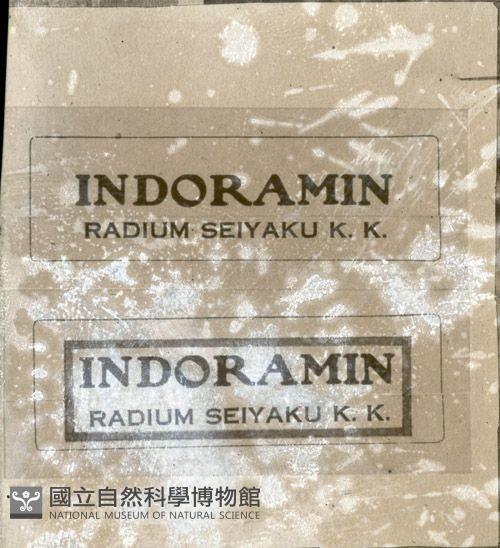 INDORAMIN
RADIUM SEIYAKU K. K.
INDORAMIN
RADIUM SEIYAKU K. K.
國立自然科學博物館
NATIONAL MUSEUM OF NATURAL SCIENCE